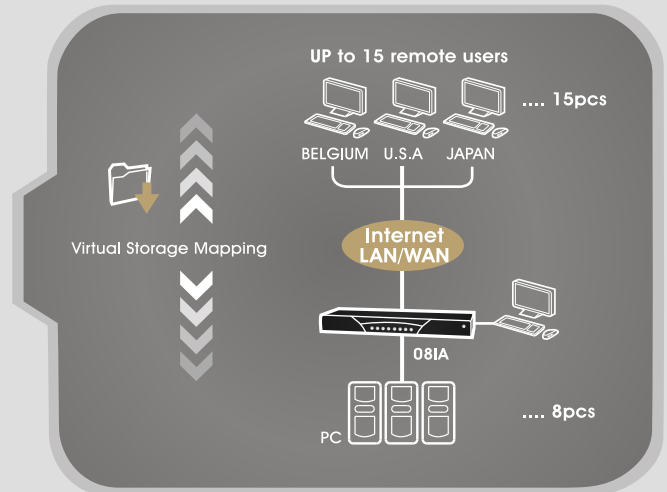 UP to 15 remote users
.... 15pcs
BELGIUM U.S.A JAPAN
Virtual Storage Mapping
Internet
LAN/WAN
08IA
.... 8pcs
PC